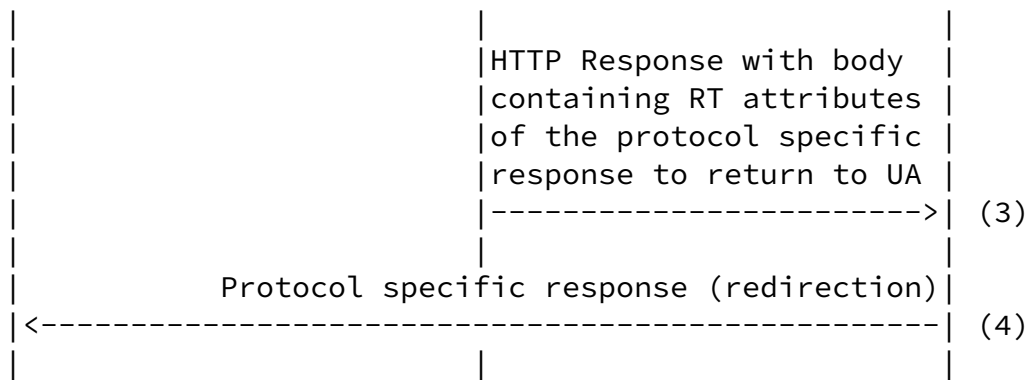 HTTP Response with body
containing RT attributes
of the protocol specific
response to return to UA
(3)
Protocol specific response (redirection)
(4)